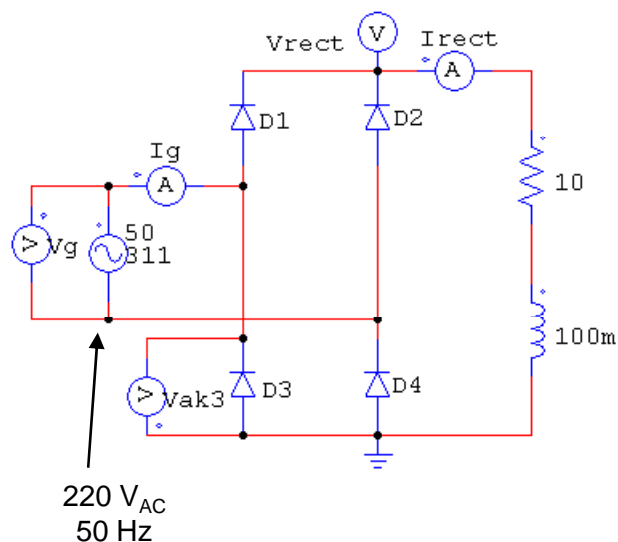 Vrect
V
Irect
A
D1
D2
Ig
A
10
V
Vg
50
311
100m
V
Vak3
D3
D4
220 VAC
50 Hz